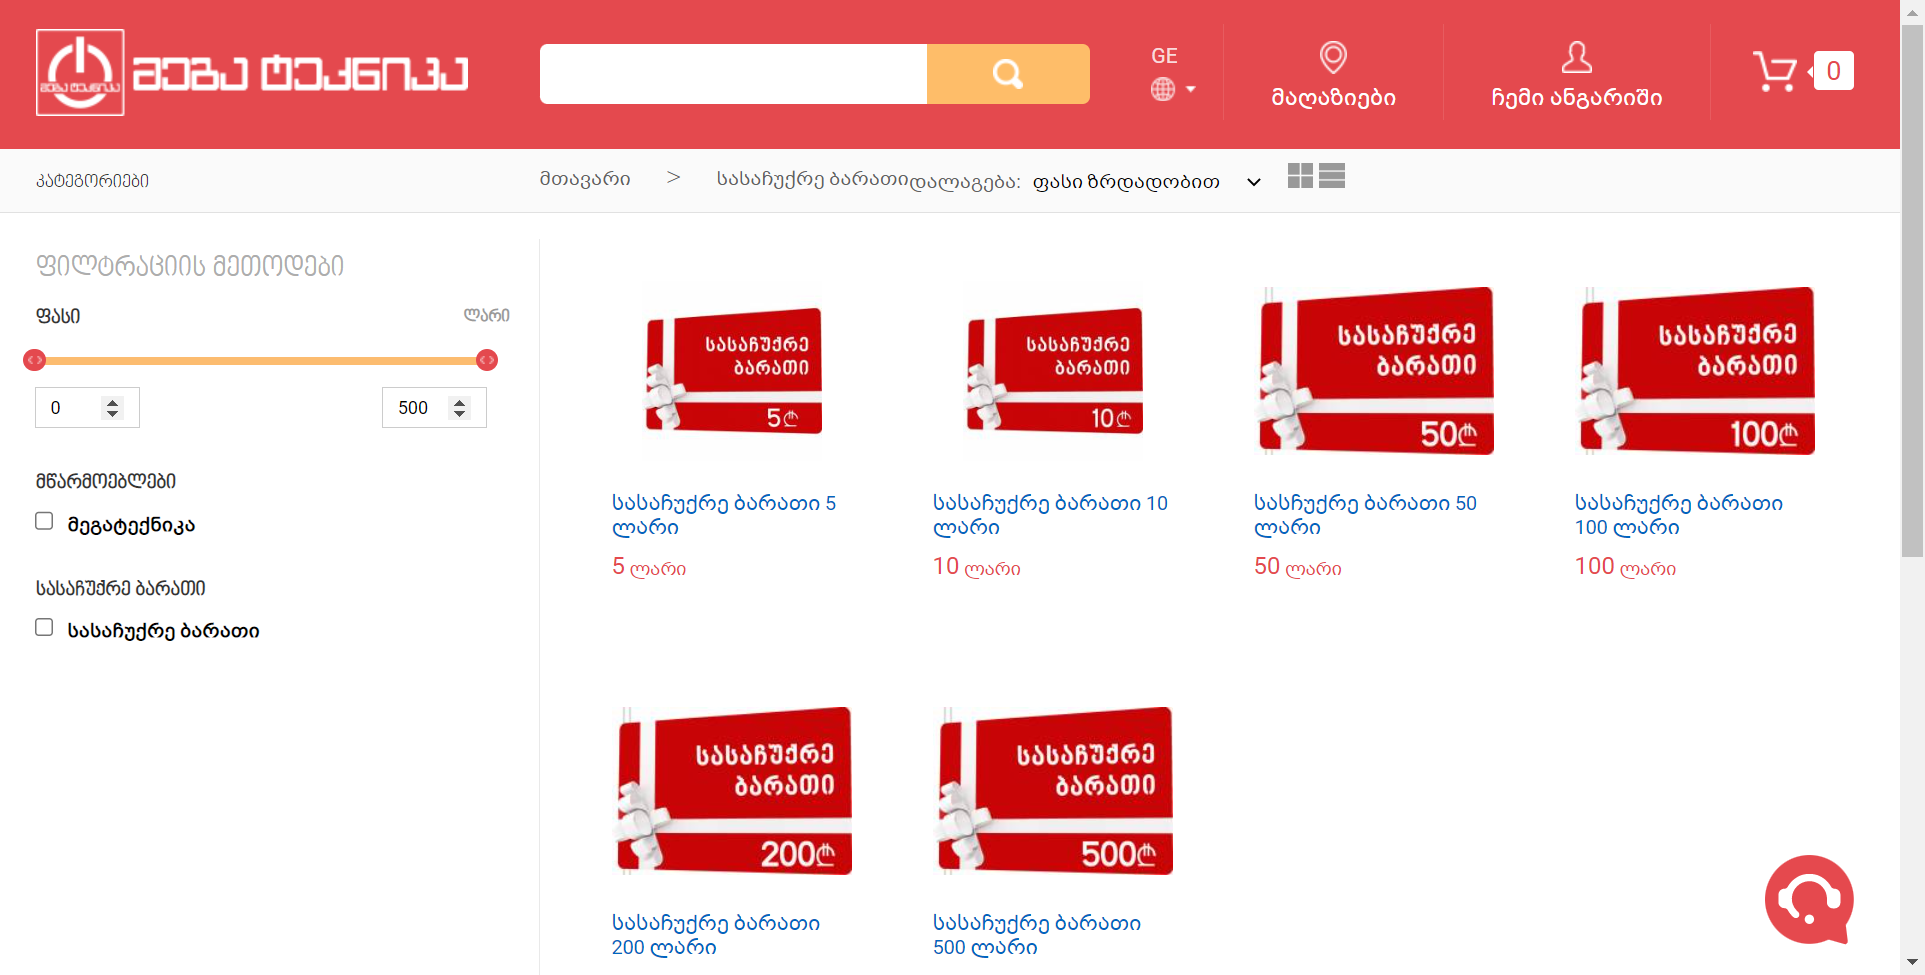 მეგა ტექნიკა
მეგა ტექნიკა
GE
მაღაზიები
ჩემი ანგარიში
0
კატეგორიები
მთავარი > სასაჩუქრე ბარათი
დალაგება: ფასი ზრდადობით
ფილტრაციის მეთოდები
ფასი ლარი
0 500
მწარმოებლები
მეგატექნიკა
სასაჩუქრე ბარათი
სასაჩუქრე ბარათი
სასაჩუქრე
ბარათი
5₾
სასაჩუქრე ბარათი 5
ლარი
5 ლარი
სასაჩუქრე
ბარათი
10₾
სასაჩუქრე ბარათი 10
ლარი
10 ლარი
სასაჩუქრე
ბარათი
50₾
სასჩუქრე ბარათი 50
ლარი
50 ლარი
სასაჩუქრე
ბარათი
100₾
სასაჩუქრე ბარათი
100 ლარი
100 ლარი
სასაჩუქრე
ბარათი
200₾
სასაჩუქრე ბარათი
200 ლარი
სასაჩუქრე
ბარათი
500₾
სასაჩუქრე ბარათი
500 ლარი